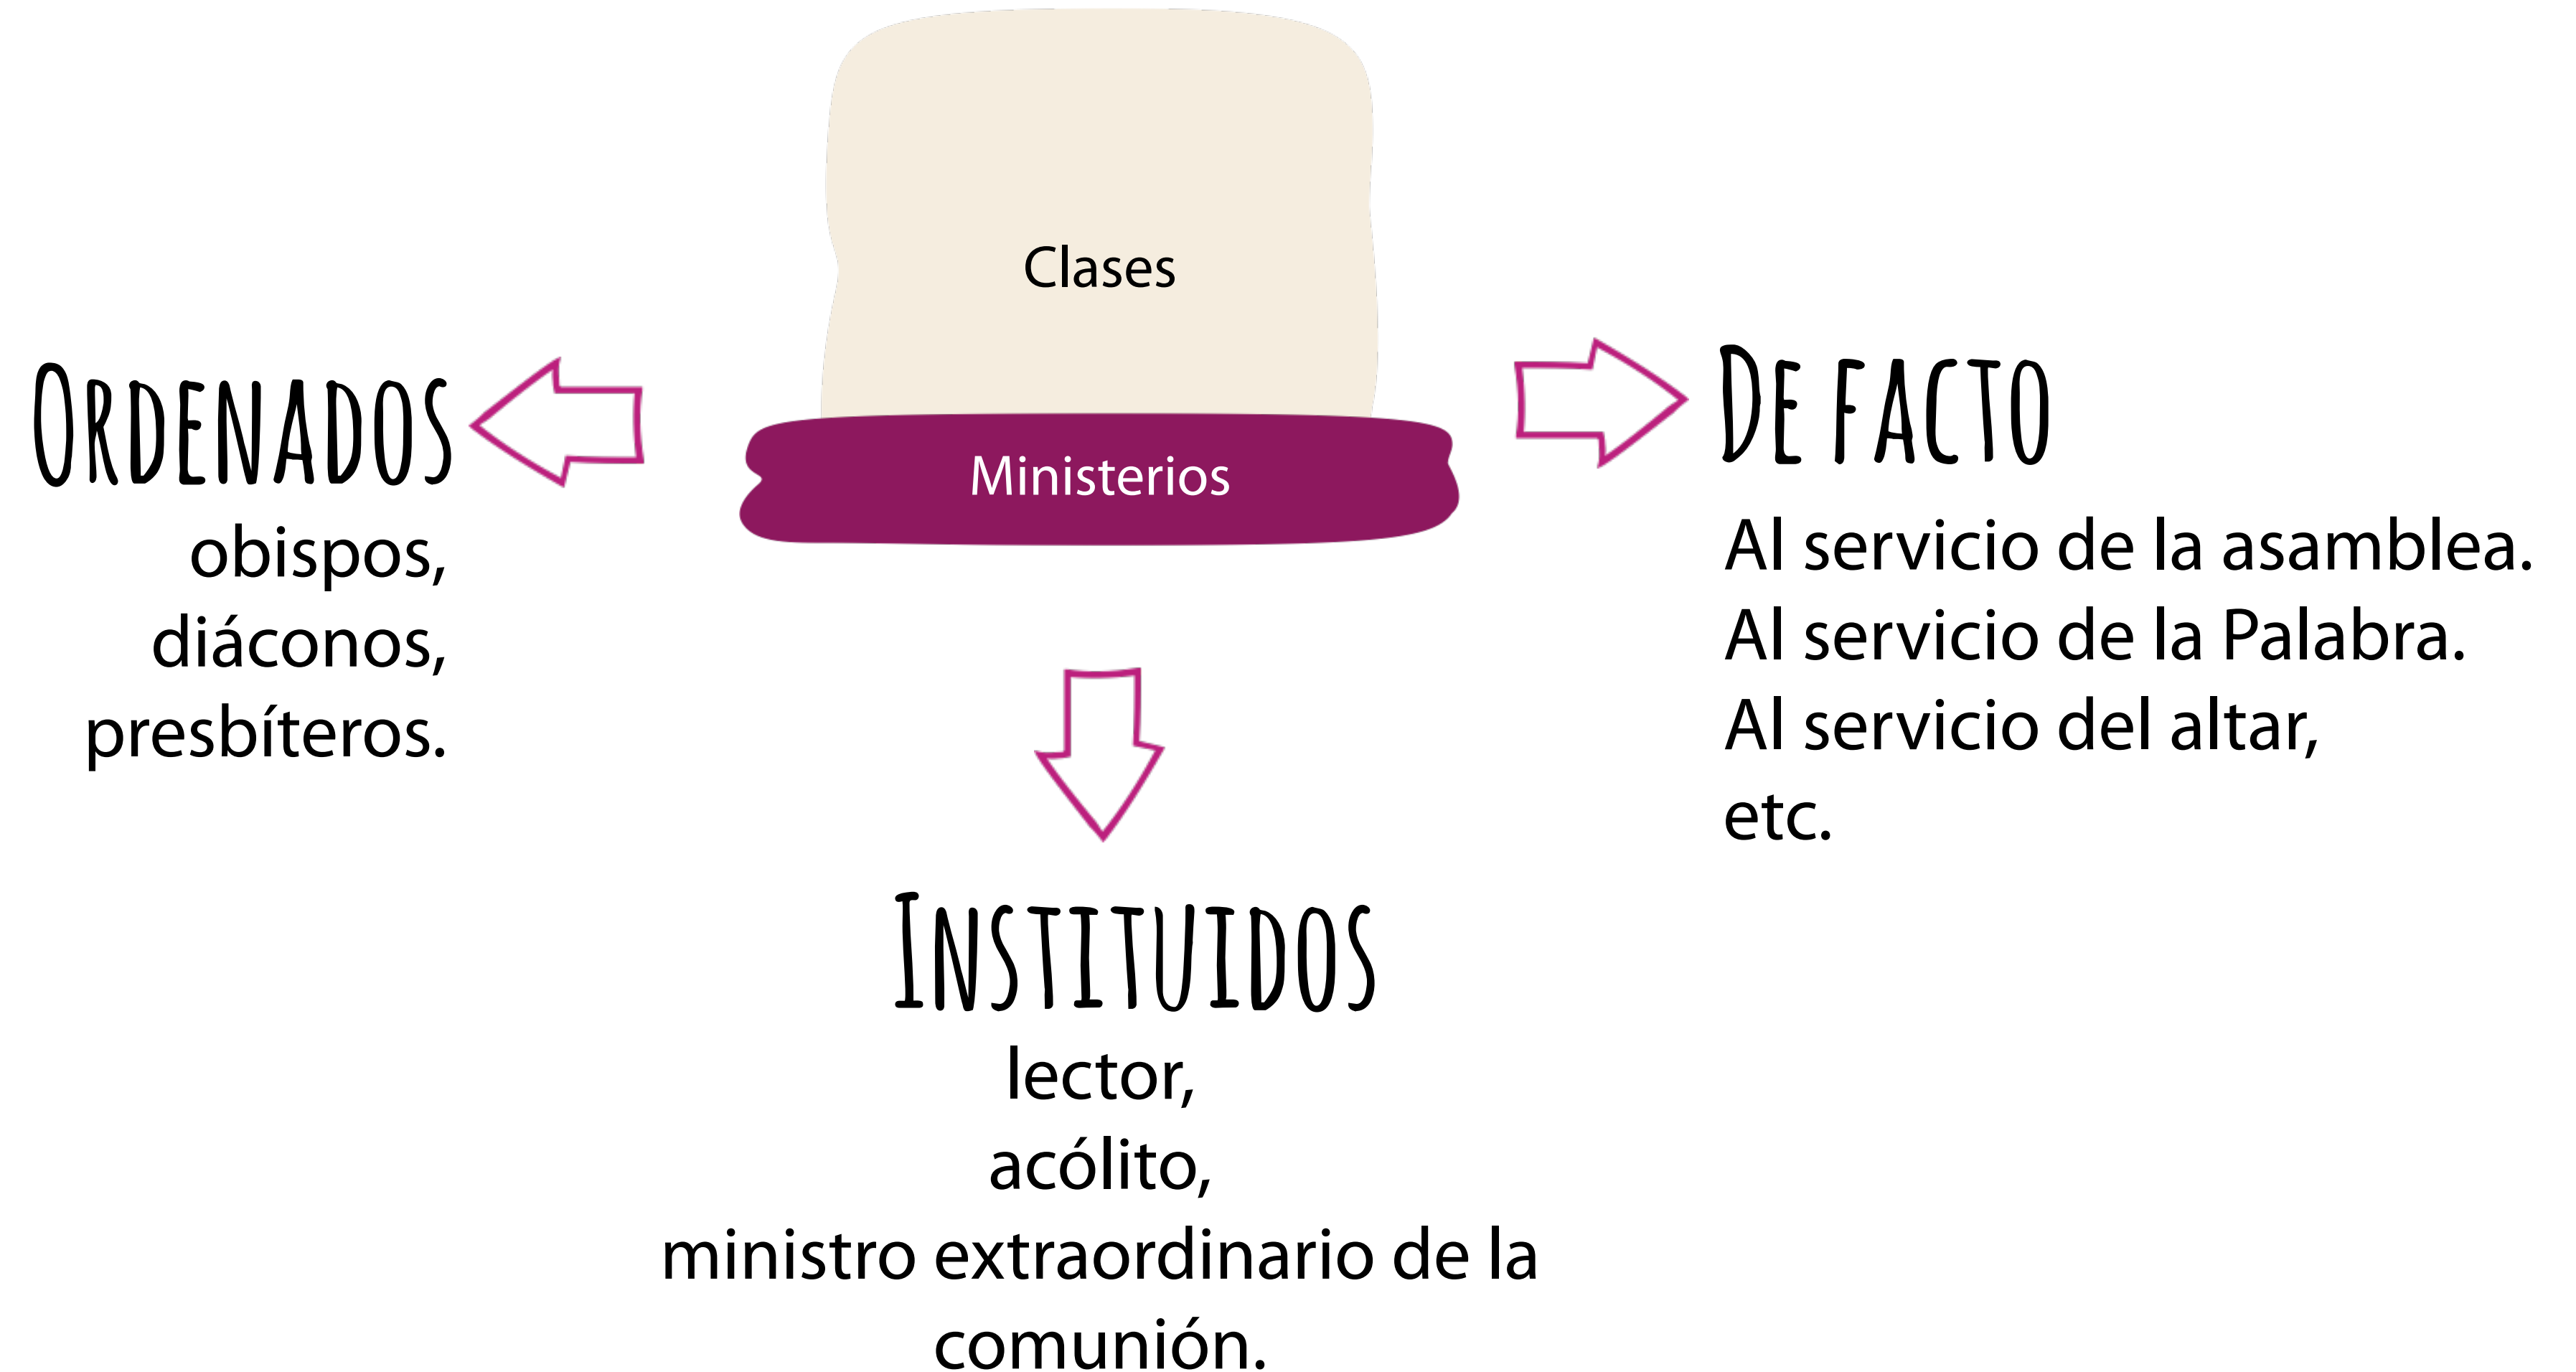 Clases
Ministerios
Ordenados
obispos,
diáconos,
presbíteros.
De facto
Al servicio de la asamblea.
Al servicio de la Palabra.
Al servicio del altar,
etc.
Instituidos
lector,
acólito,
ministro extraordinario de la
comunión.